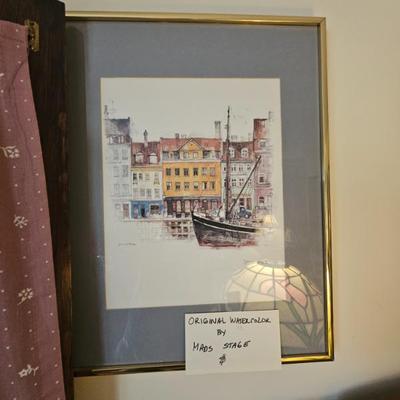 ORIGINAL WATERCOLOR
BY
MADS STAGE
$